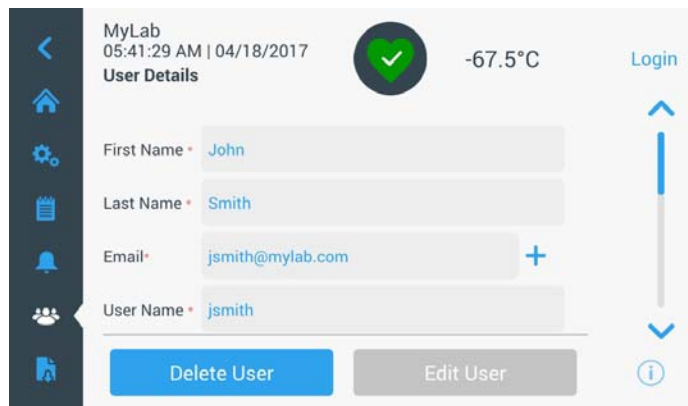 MyLab
05:41:29 AM | 04/18/2017
User Details
-67.5°C
Login
First Name * John
Last Name * Smith
Email* jsmith@mylab.com
User Name * jsmith
Delete User
Edit User